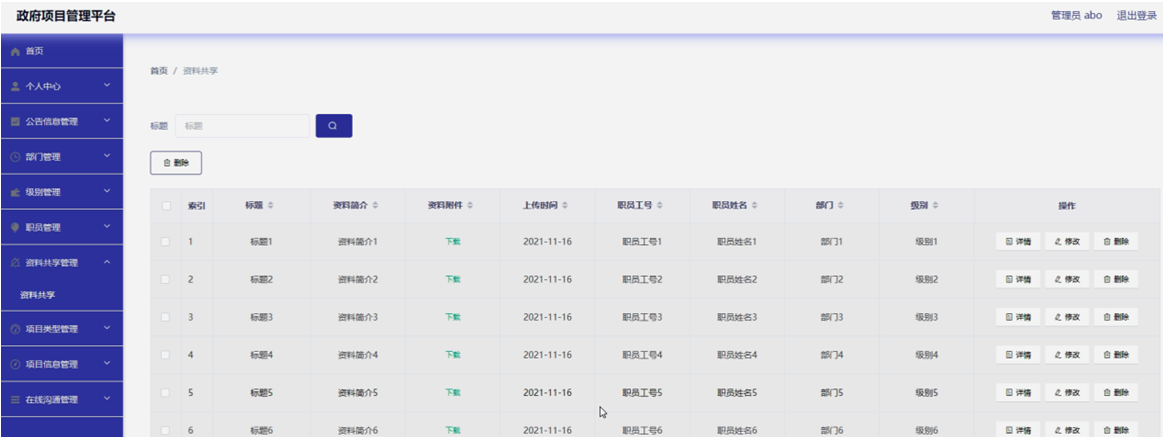 政府项目管理平台 管理员 abo 退出登录
首页
首页 / 资料共享
个人中心
公告信息管理
标题 标题
部门管理
删除
级别管理
职员管理
资料共享管理
资料共享
项目类型管理
项目信息管理
在线沟通管理
索引 标题 资料简介 资料附件 上传时间 职员工号 职员姓名 部门 级别 操作
1 标题1 资料简介1 下载 2021-11-16 职员工号1 职员姓名1 部门1 级别1 详情 修改 删除
2 标题2 资料简介2 下载 2021-11-16 职员工号2 职员姓名2 部门2 级别2 详情 修改 删除
3 标题3 资料简介3 下载 2021-11-16 职员工号3 职员姓名3 部门3 级别3 详情 修改 删除
4 标题4 资料简介4 下载 2021-11-16 职员工号4 职员姓名4 部门4 级别4 详情 修改 删除
5 标题5 资料简介5 下载 2021-11-16 职员工号5 职员姓名5 部门5 级别5 详情 修改 删除
6 标题6 资料简介6 下载 2021-11-16 职员工号6 职员姓名6 部门6 级别6 详情 修改 删除